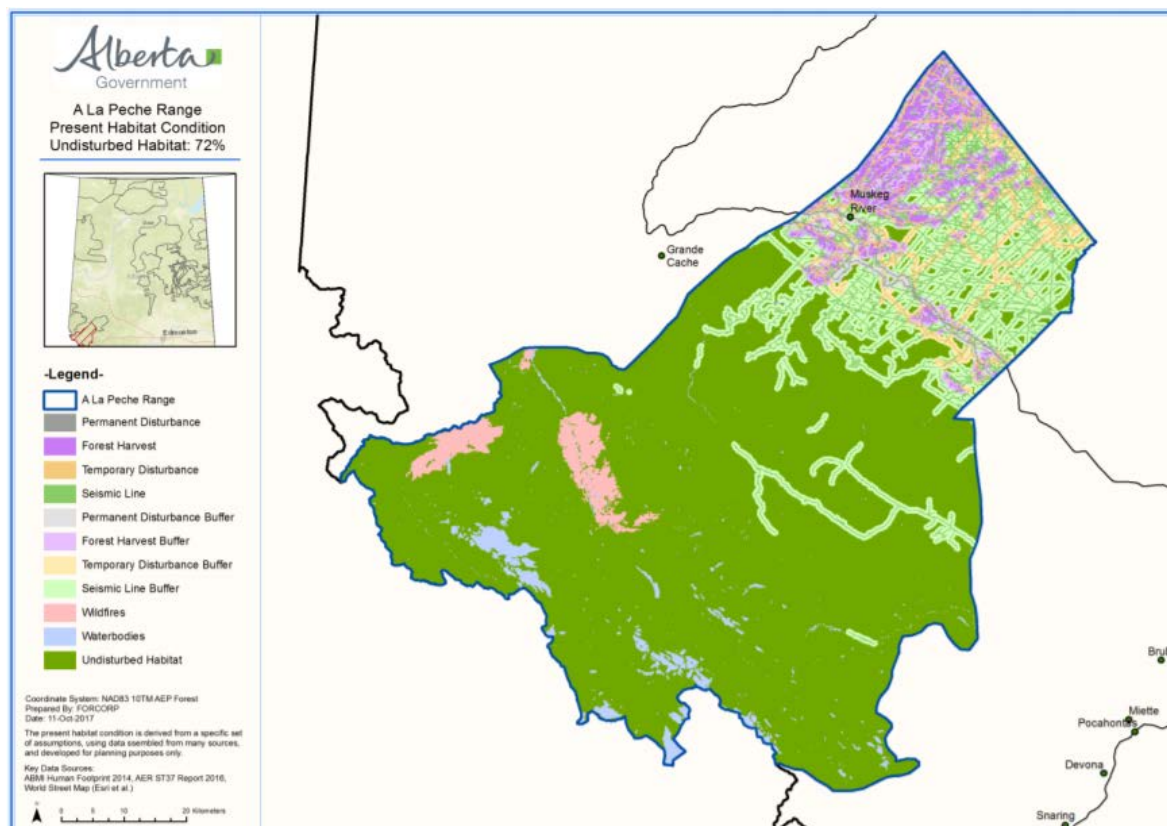 Alberta
Government
A La Peche Range
Present Habitat Condition
Undisturbed Habitat: 72%
Edmonton
-Legend-
A La Peche Range
Permanent Disturbance
Forest Harvest
Temporary Disturbance
Seismic Line
Permanent Disturbance Buffer
Forest Harvest Buffer
Temporary Disturbance Buffer
Seismic Line Buffer
Wildfires
Waterbodies
Undisturbed Habitat
Coordinate System: NAD83 10TM AEP Forest
Prepared By: FORCORP
Date: 11-Oct-2017
The present habitat condition is derived from a specific set
of assumptions, using data ssembled from many sources,
and developed for planning purposes only.
Key Data Sources:
ABMI Human Footprint 2014, AER ST37 Report 2016,
World Street Map (Esri et al.)
0 5 10 20 Kilometers
Muskeg
River
Grande
Cache
Brul
Miette
Pocahontas
Devona
Snaring